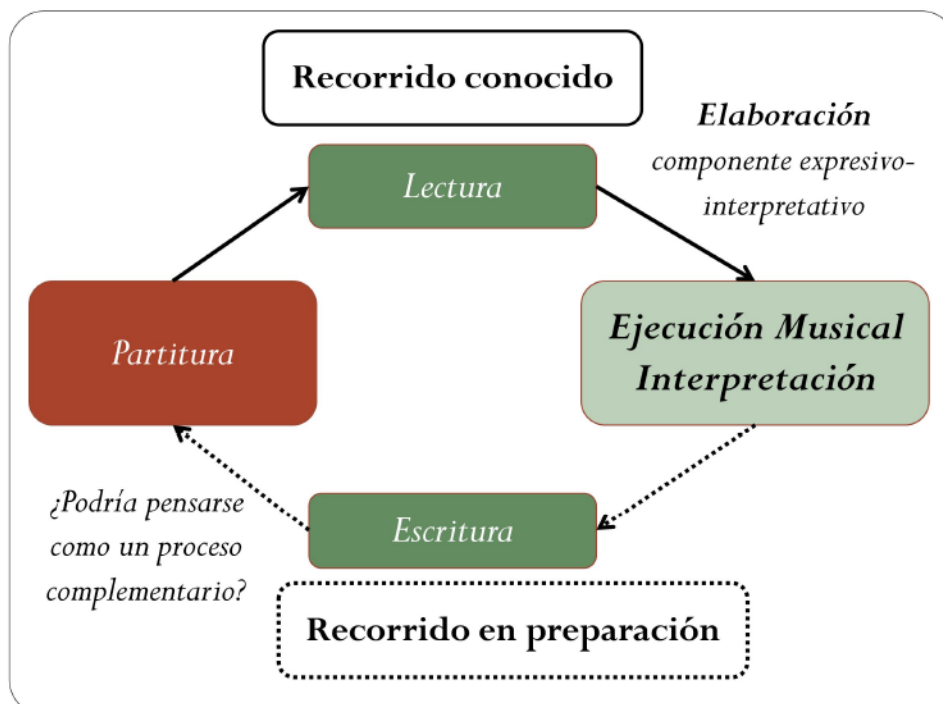 Recorrido conocido
Elaboración
componente expresivo-
interpretativo
Lectura
Partitura
Ejecución Musical
Interpretación
¿Podría pensarse
como un proceso
complementario?
Escritura
Recorrido en preparación